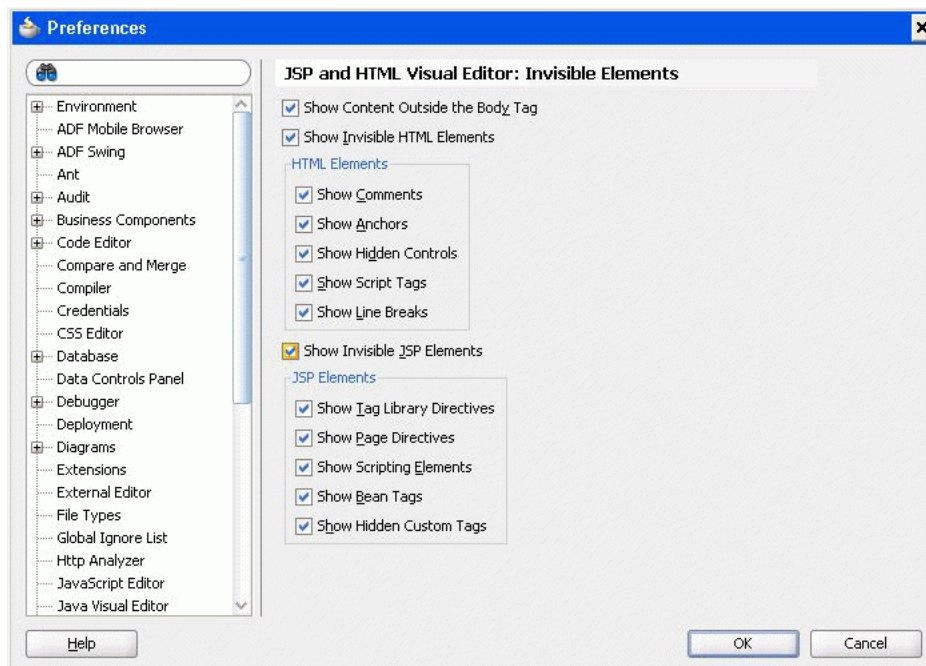 Preferences
JSP and HTML Visual Editor: Invisible Elements
Environment
ADF Mobile Browser
ADF Swing
Ant
Audit
Business Components
Code Editor
Compare and Merge
Compiler
Credentials
CSS Editor
Database
Data Controls Panel
Debugger
Deployment
Diagrams
Extensions
External Editor
File Types
Global Ignore List
Http Analyzer
JavaScript Editor
Java Visual Editor
Show Content Outside the Body Tag
Show Invisible HTML Elements
HTML Elements
Show Comments
Show Anchors
Show Hidden Controls
Show Script Tags
Show Line Breaks
Show Invisible JSP Elements
JSP Elements
Show Tag Library Directives
Show Page Directives
Show Scripting Elements
Show Bean Tags
Show Hidden Custom Tags
Help
OK
Cancel